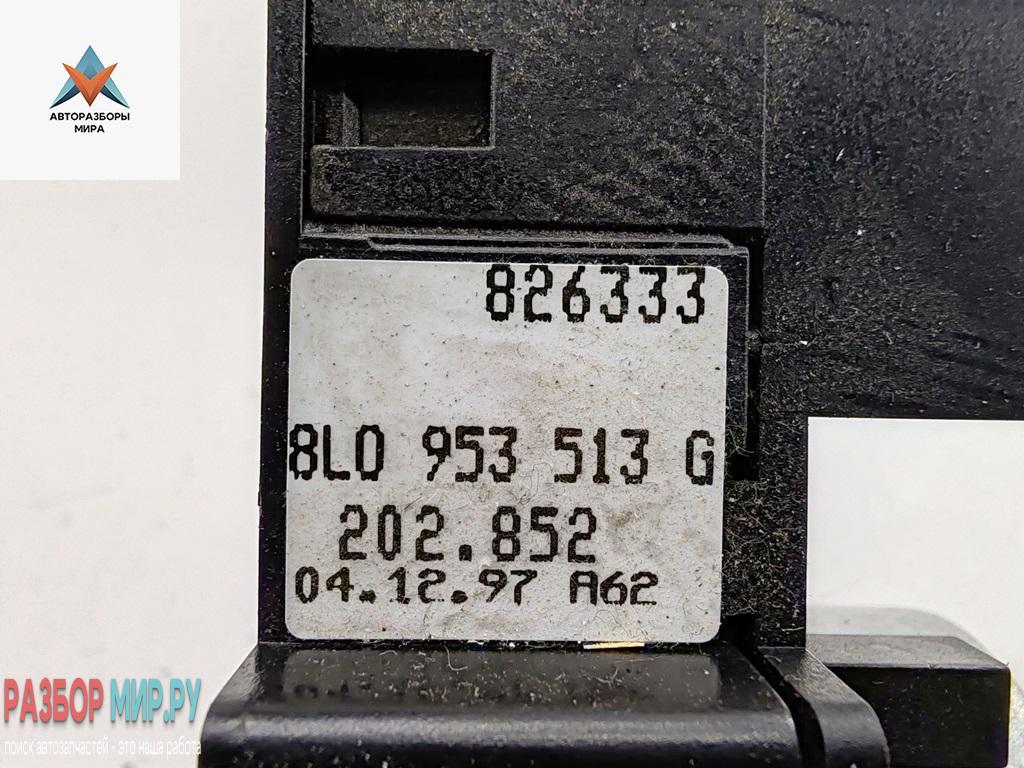 АВТОРАЗБОРЫ
МИРА
826333
8L0 953 513 G
202.852
04.12.97 A62
РАЗБОР МИР.РУ
поиск автозапчастей - это наша работа